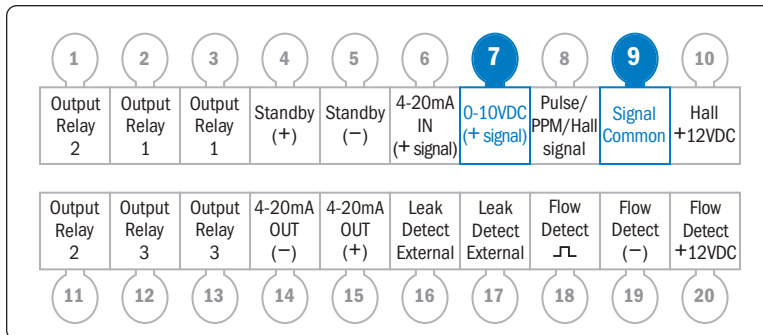 1 2 3 4 5 6 7 8 9 10
Output Relay 2
Output Relay 1
Output Relay 1
Standby (+)
Standby (−)
4-20mA IN (+ signal)
0-10VDC (+ signal)
Pulse/ PPM/Hall signal
Signal Common
Hall +12VDC
Output Relay 2
Output Relay 3
Output Relay 3
4-20mA OUT (−)
4-20mA OUT (+)
Leak Detect External
Leak Detect External
Flow Detect
Flow Detect (−)
Flow Detect +12VDC
11 12 13 14 15 16 17 18 19 20